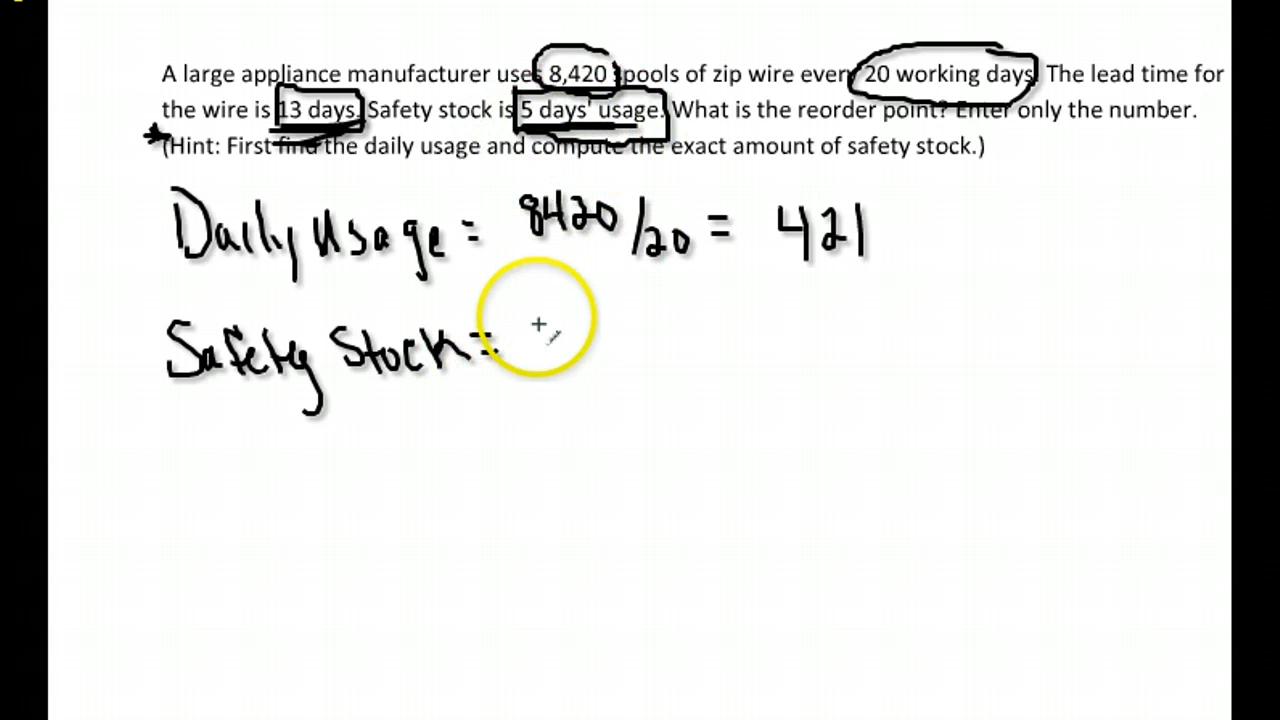 A large appliance manufacturer uses 8,420 spools of zip wire every 20 working days. The lead time for
the wire is 13 days. Safety stock is 5 days' usage. What is the reorder point? Enter only the number.
(Hint: First find the daily usage and compute the exact amount of safety stock.)
Daily Usage = 8420/20 = 421
Safety Stock =